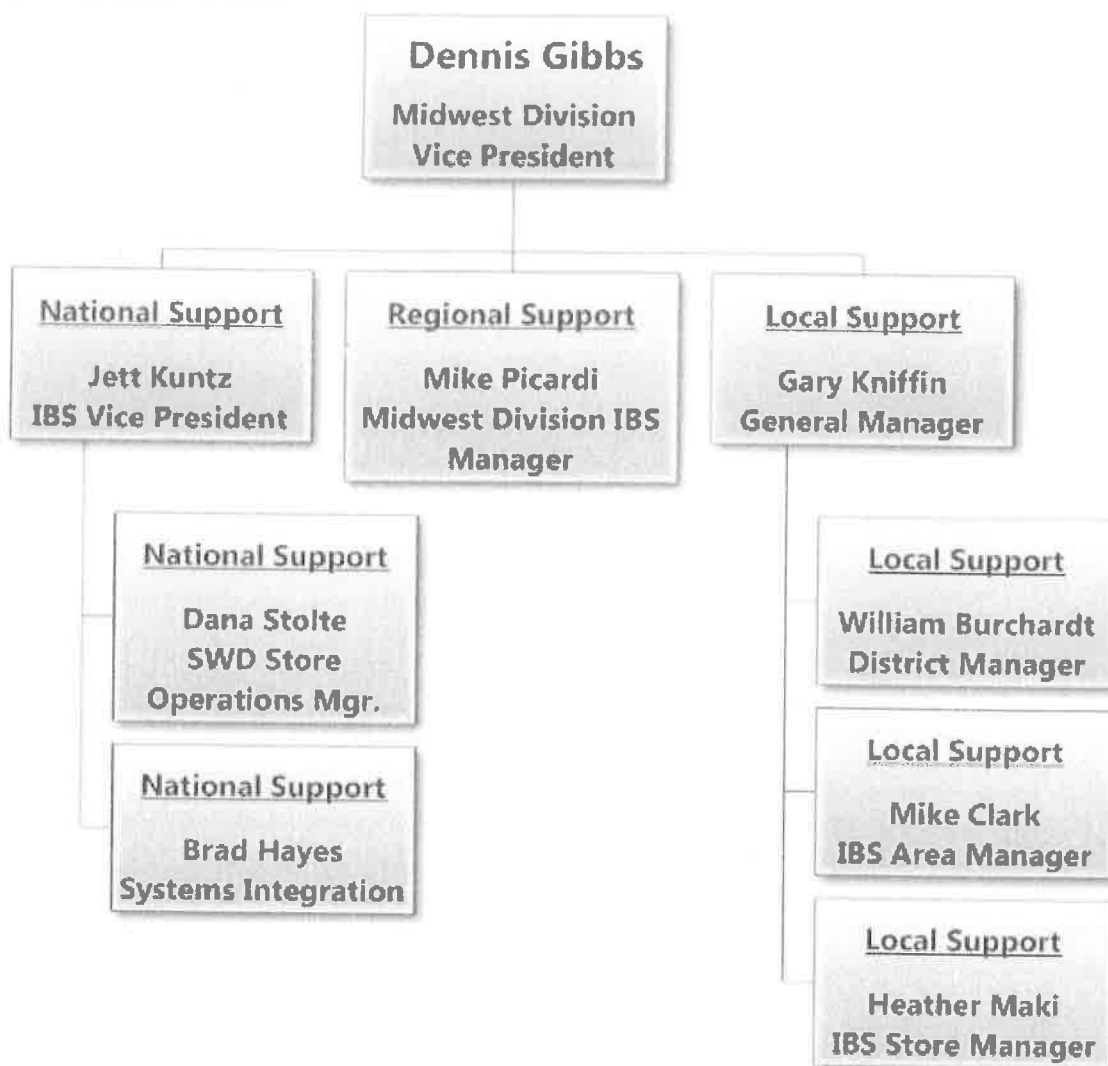 Dennis Gibbs
Midwest Division
Vice President
National Support
Jett Kuntz
IBS Vice President
Regional Support
Mike Picardi
Midwest Division IBS
Manager
Local Support
Gary Kniffin
General Manager
National Support
Dana Stolte
SWD Store
Operations Mgr.
National Support
Brad Hayes
Systems Integration
Local Support
William Burchardt
District Manager
Local Support
Mike Clark
IBS Area Manager
Local Support
Heather Maki
IBS Store Manager